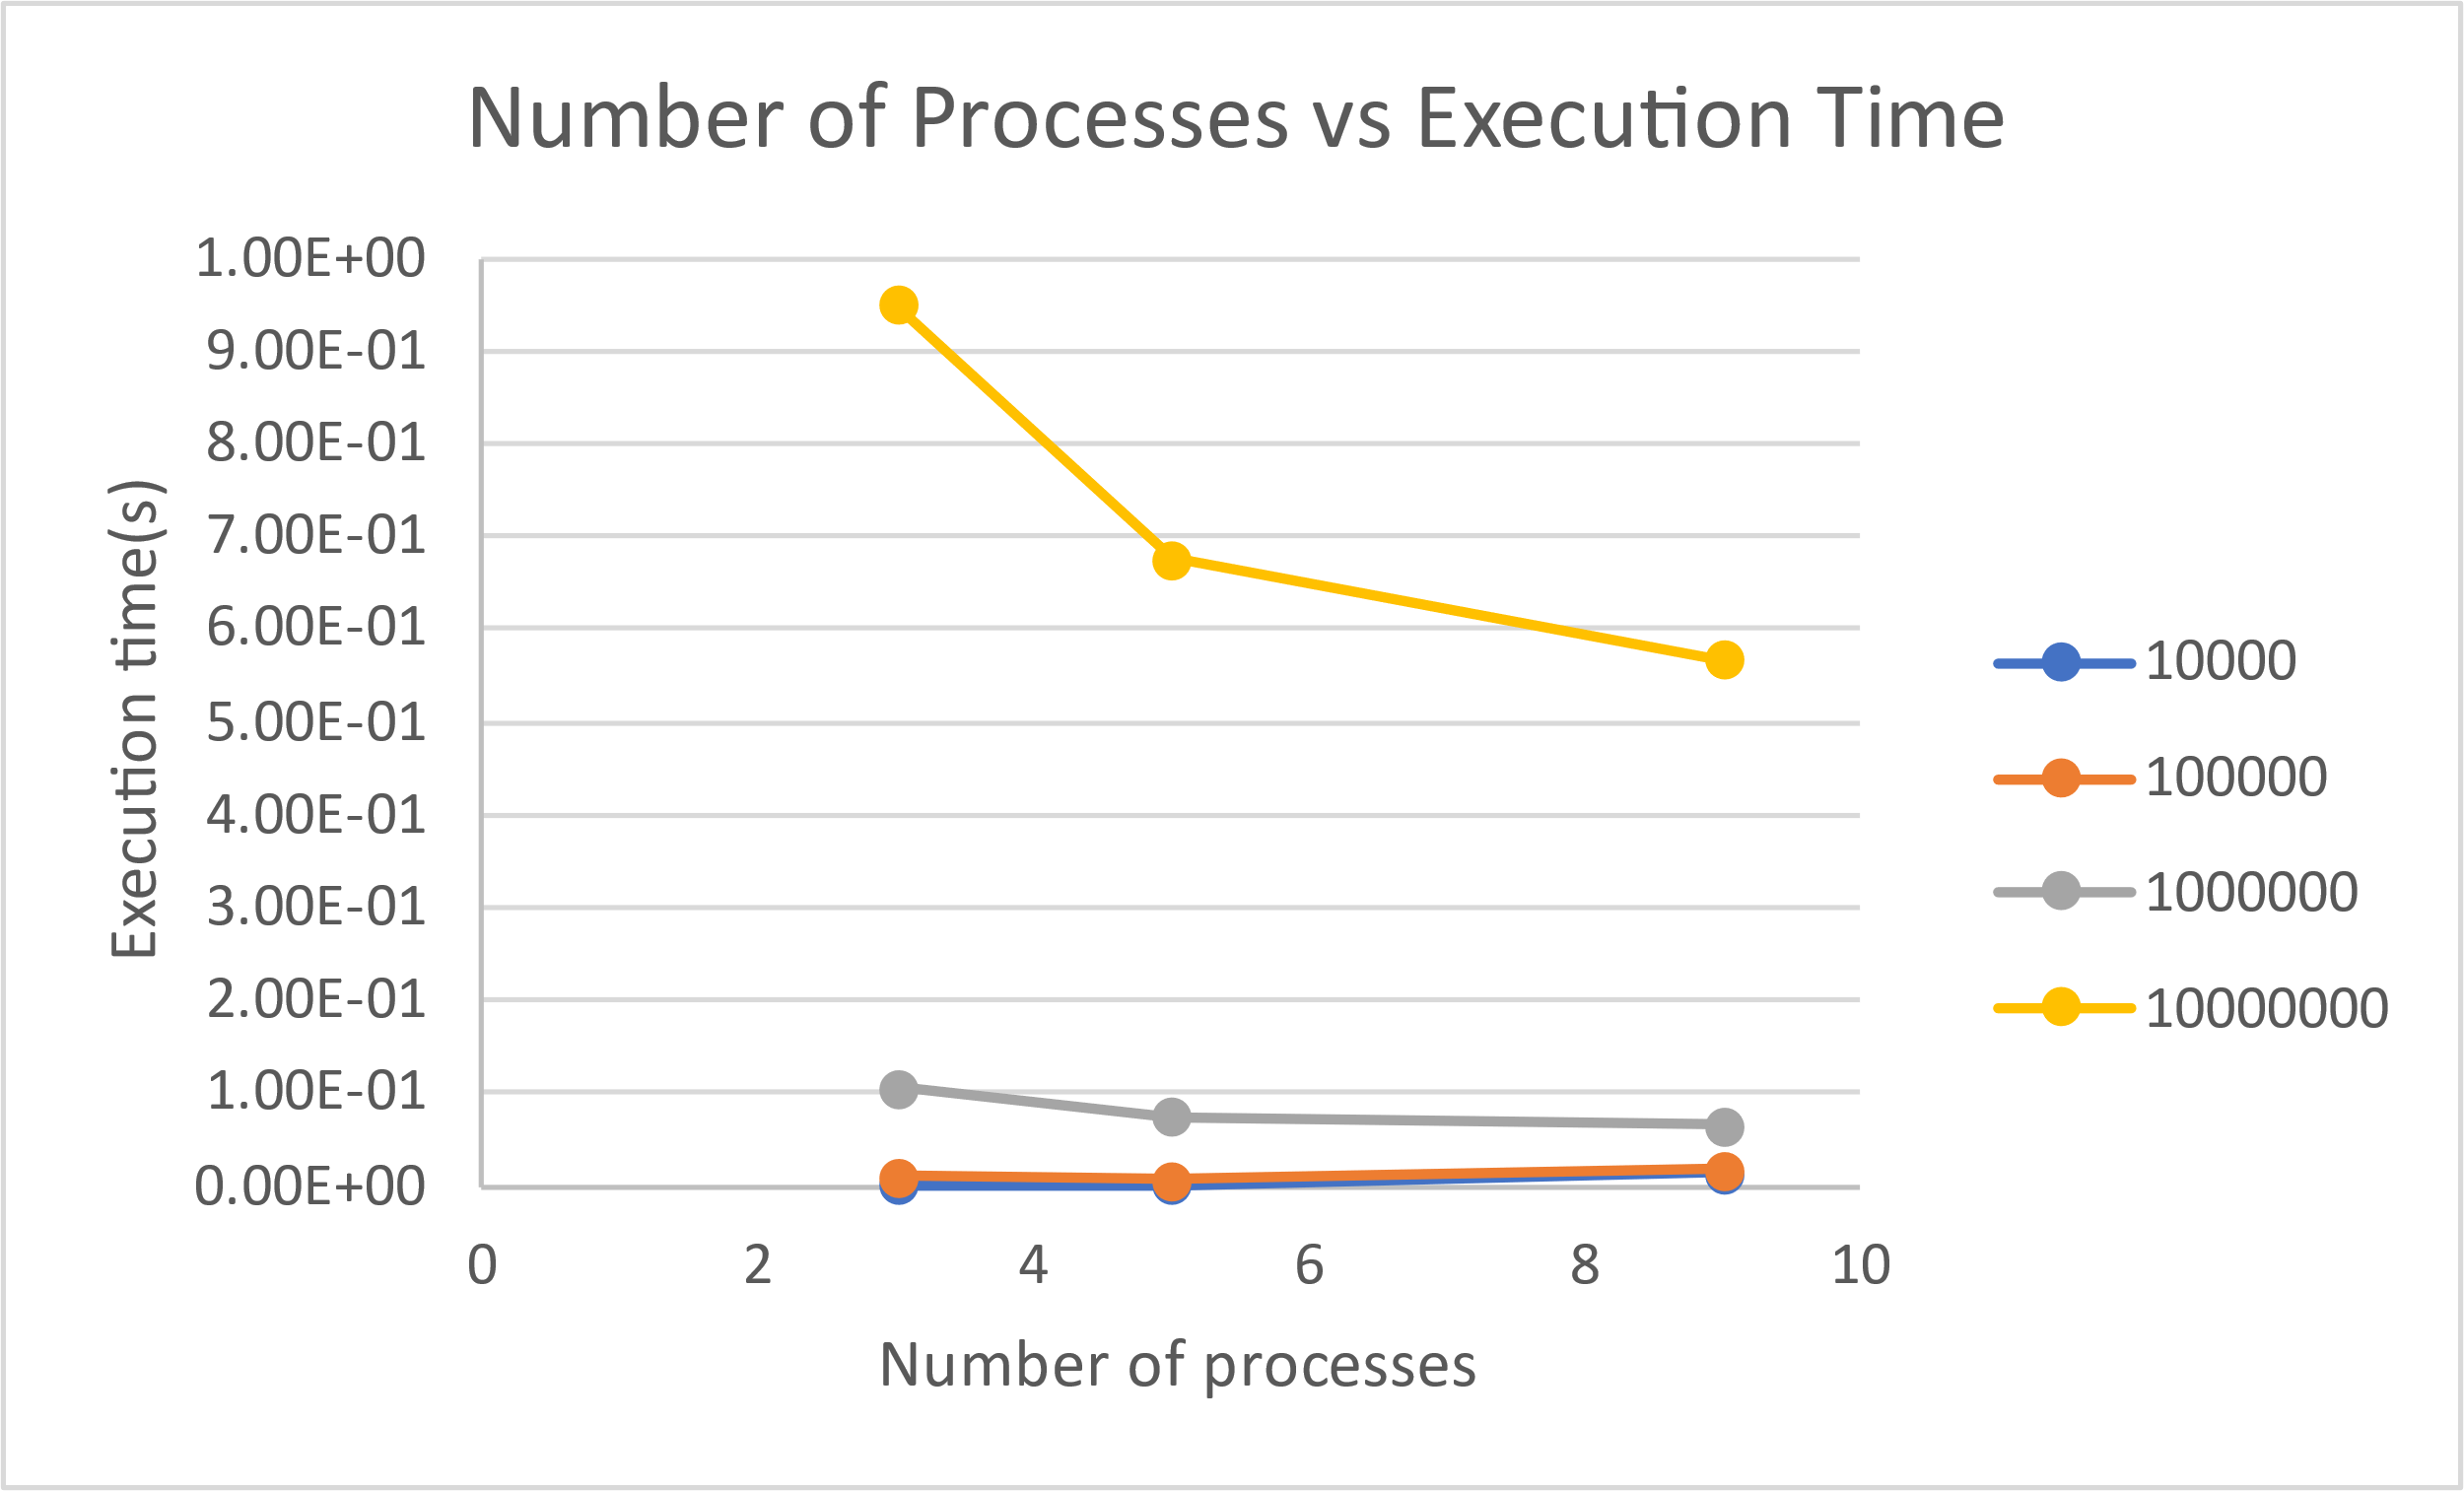 Number of Processes vs Execution Time
1.00E+00
9.00E-01
8.00E-01
7.00E-01
6.00E-01
5.00E-01
4.00E-01
3.00E-01
2.00E-01
1.00E-01
0.00E+00
Execution time(s)
0 2 4 6 8 10
Number of processes
10000
100000
1000000
10000000